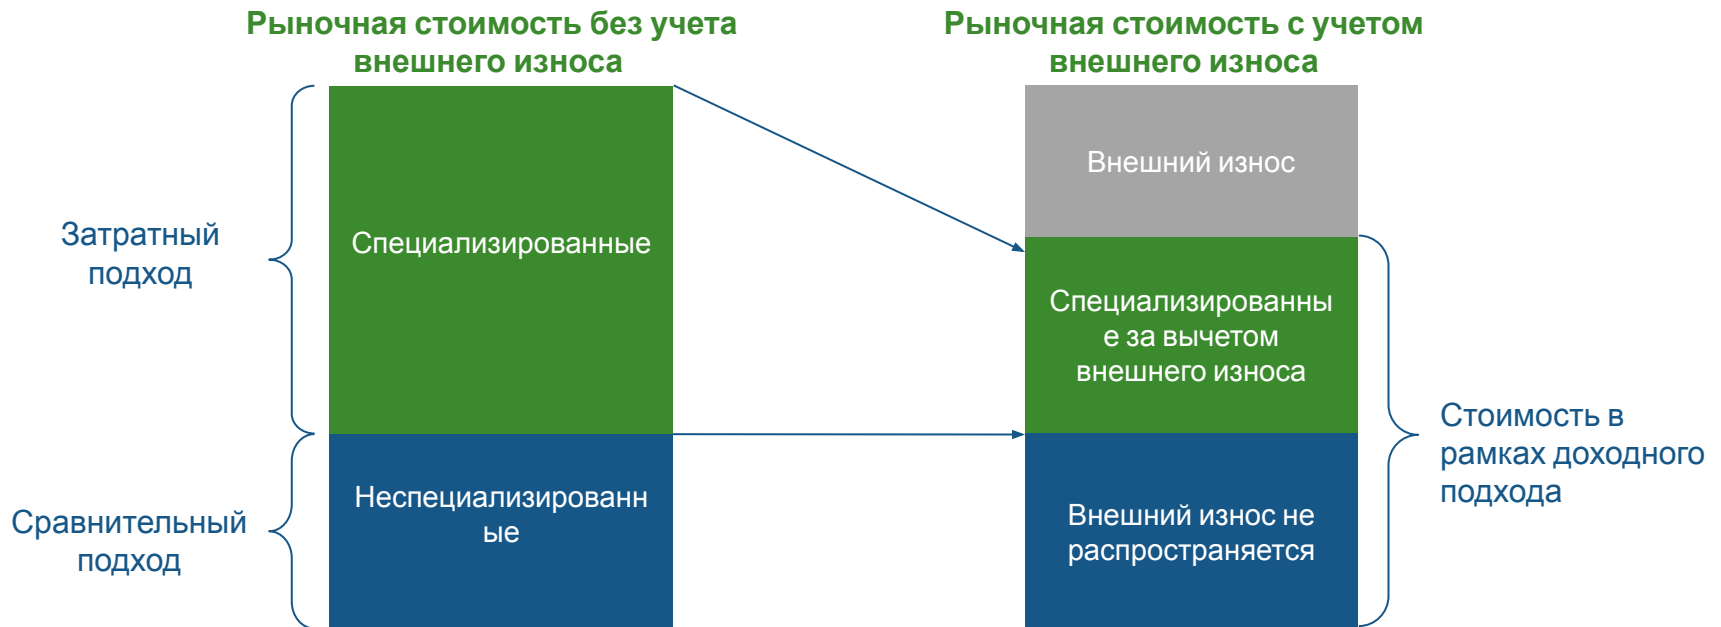 Рыночная стоимость без учета
внешнего износа
Рыночная стоимость с учетом
внешнего износа
Затратный
подход
Специализированные
Внешний износ
Специализированны
е за вычетом
внешнего износа
Сравнительный
подход
Неспециализированн
ые
Внешний износ не
распространяется
Стоимость в
рамках доходного
подхода